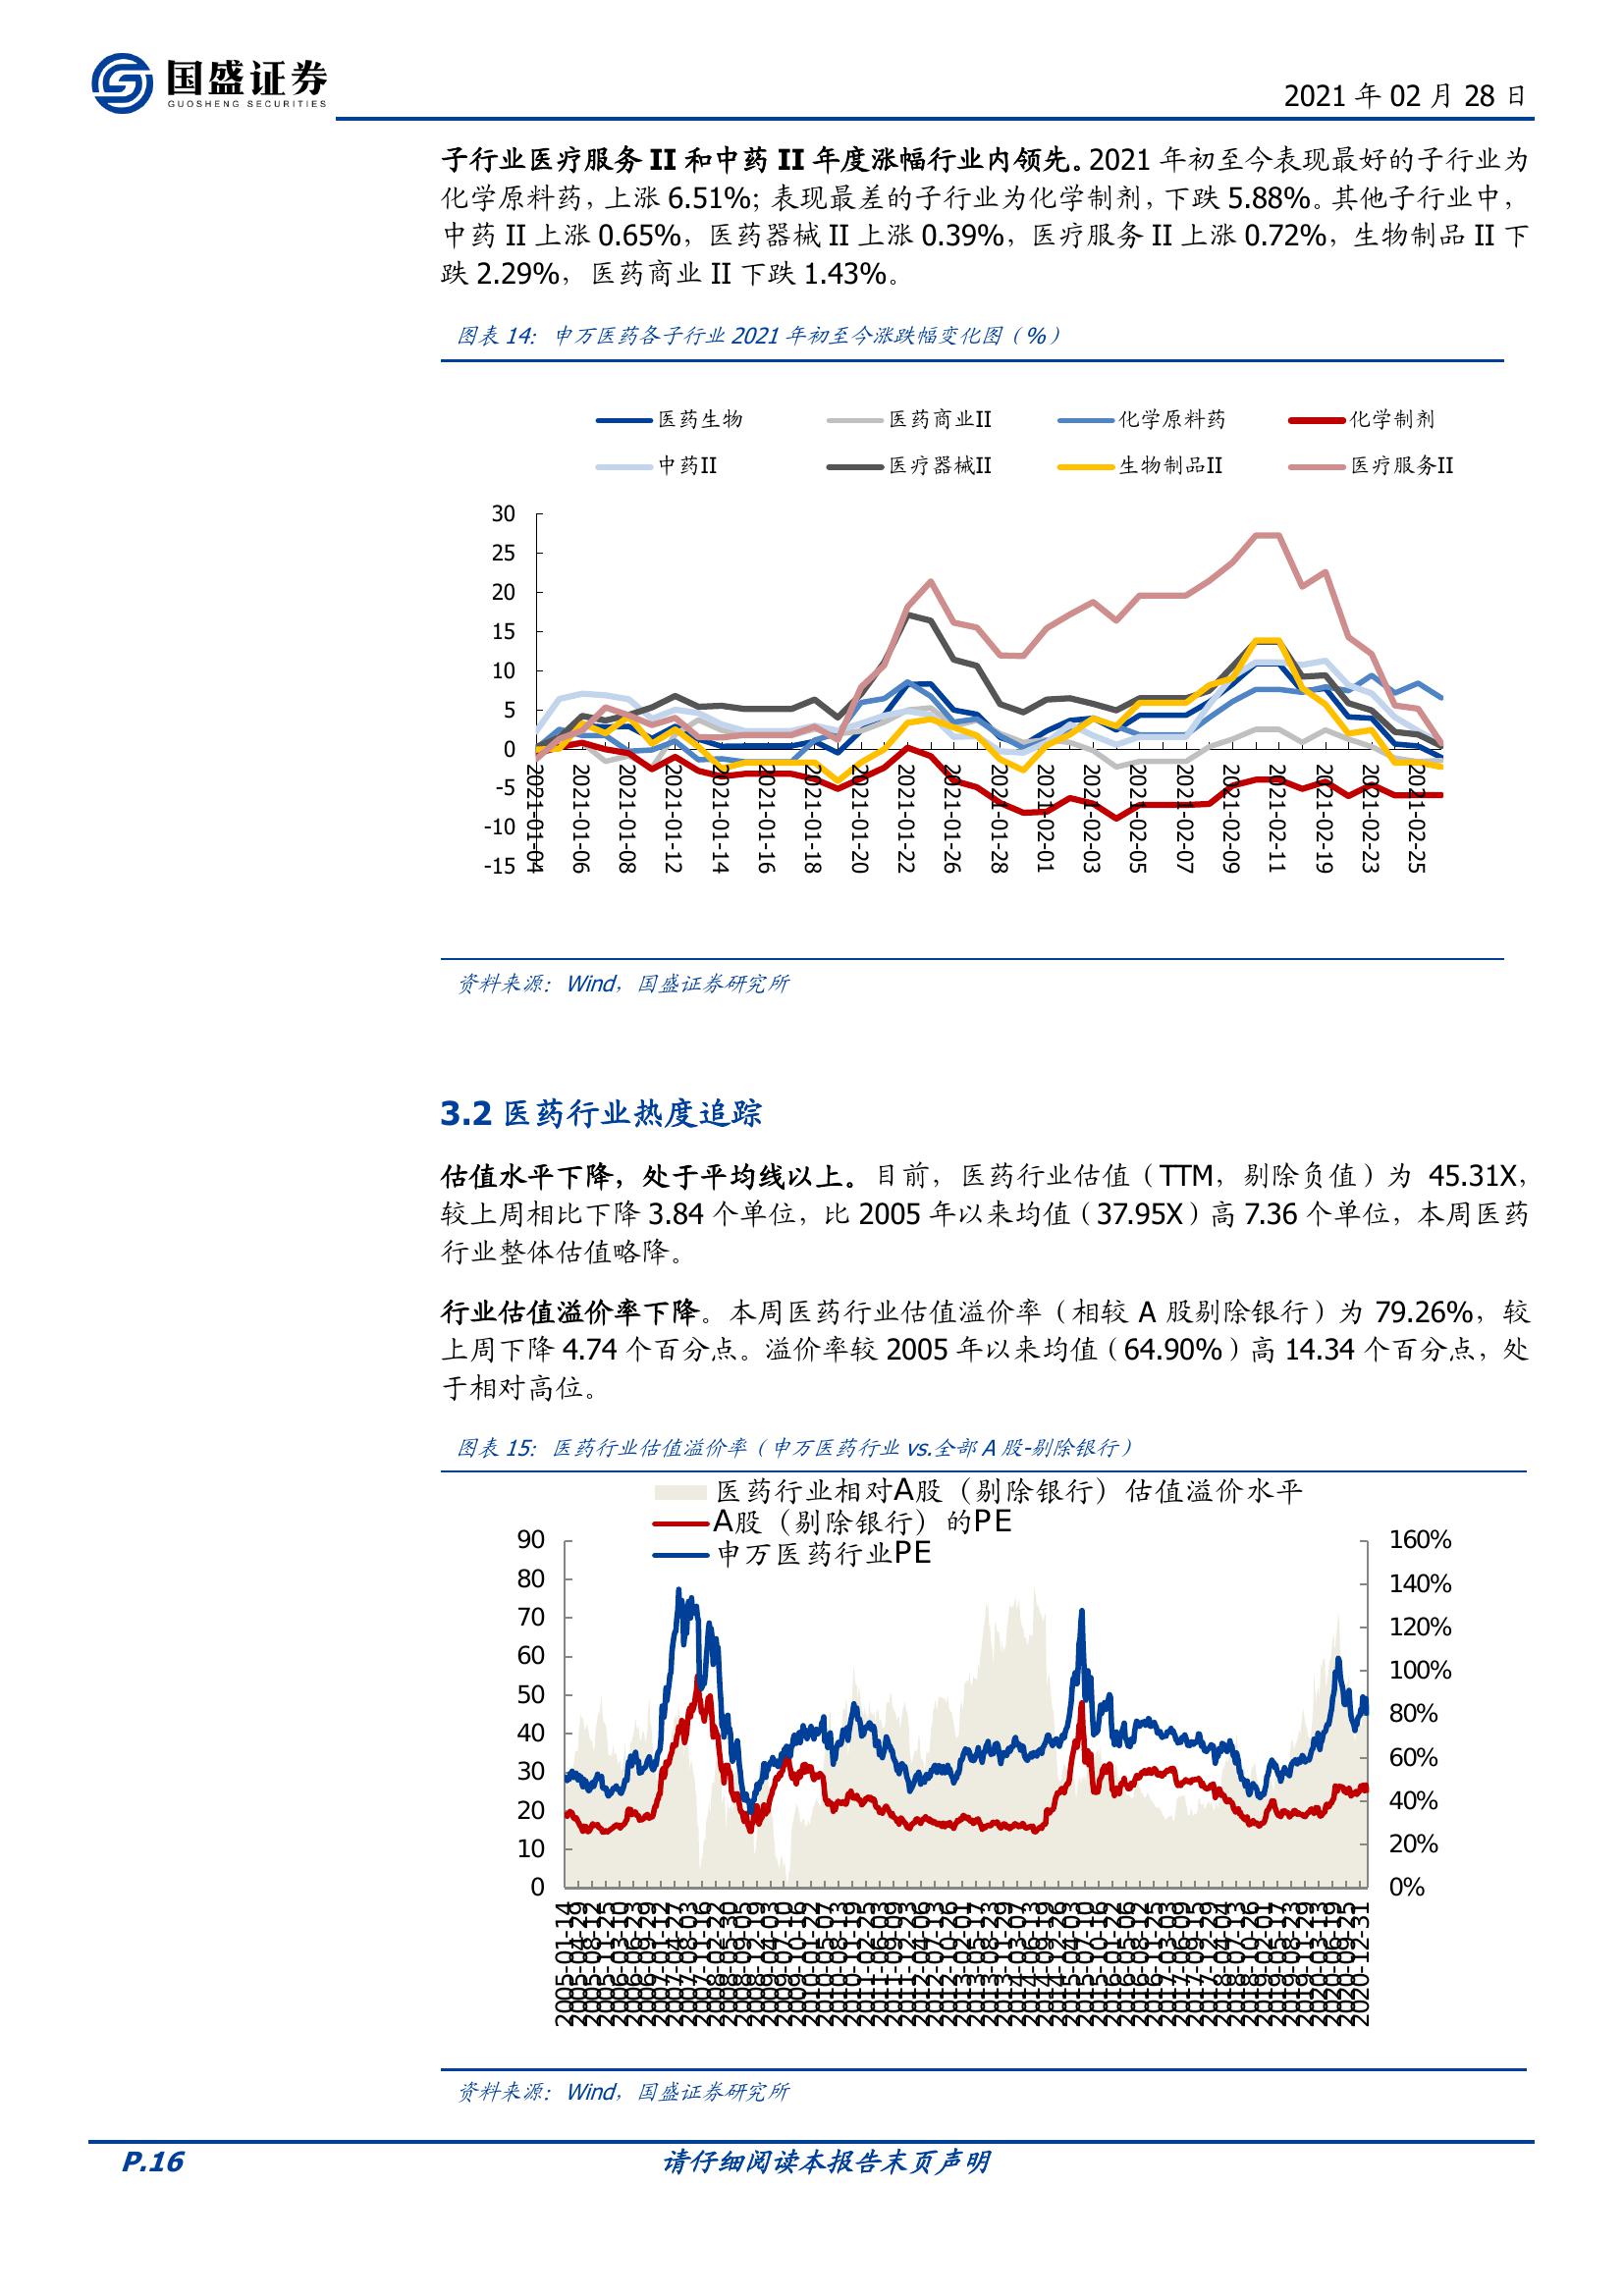 国盛证券
GUOSHENG SECURITIES
2021 年 02 月 28 日
子行业医疗服务 II 和中药 II 年度涨幅行业内领先。2021 年初至今表现最好的子行业为
化学原料药，上涨 6.51%；表现最差的子行业为化学制剂，下跌 5.88%。其他子行业中，
中药 II 上涨 0.65%，医药器械 II 上涨 0.39%，医疗服务 II 上涨 0.72%，生物制品 II 下
跌 2.29%， 医药商业 II 下跌 1.43%。
图表 14: 申万医药各子行业 2021 年初至今涨跌幅变化图（%）
医药生物 医药商业II 化学原料药 化学制剂
中药II 医疗器械II 生物制品II 医疗服务II
30
25
20
15
10
5
0
-5
-10
-15
2021-01-04
2021-01-06
2021-01-08
2021-01-12
2021-01-14
2021-01-16
2021-01-18
2021-01-20
2021-01-22
2021-01-26
2021-01-28
2021-02-01
2021-02-03
2021-02-05
2021-02-07
2021-02-09
2021-02-11
2021-02-19
2021-02-23
2021-02-25
资料来源：Wind，国盛证券研究所
3.2 医药行业热度追踪
估值水平下降，处于平均线以上。目前，医药行业估值（TTM，剔除负值）为 45.31X，
较上周相比下降 3.84 个单位，比 2005 年以来均值（37.95X）高 7.36 个单位，本周医药
行业整体估值略降。
行业估值溢价率下降。本周医药行业估值溢价率（相较 A 股剔除银行）为 79.26%，较
上周下降 4.74 个百分点。溢价率较 2005 年以来均值（64.90%）高 14.34 个百分点，处
于相对高位。
图表 15: 医药行业估值溢价率（申万医药行业 vs.全部 A 股-剔除银行）
医药行业相对A股（剔除银行）估值溢价水平
A股（剔除银行）的PE
申万医药行业PE
90
80
70
60
50
40
30
20
10
0
160%
140%
120%
100%
80%
60%
40%
20%
0%
2005-01-14
2020-12-31
资料来源：Wind，国盛证券研究所
P.16
请仔细阅读本报告末页声明